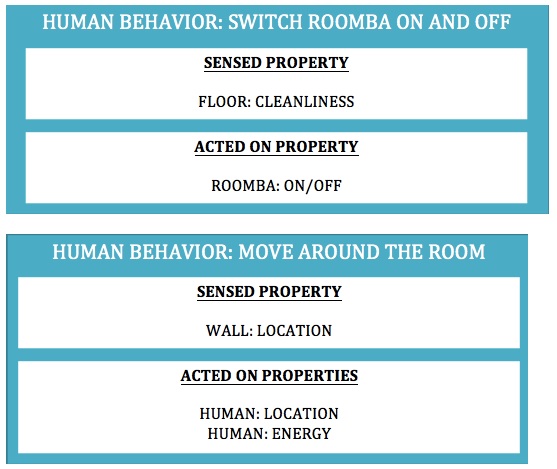 HUMAN BEHAVIOR: SWITCH ROOMBA ON AND OFF
SENSED PROPERTY
FLOOR: CLEANLINESS
ACTED ON PROPERTY
ROOMBA: ON/OFF
HUMAN BEHAVIOR: MOVE AROUND THE ROOM
SENSED PROPERTY
WALL: LOCATION
ACTED ON PROPERTIES
HUMAN: LOCATION
HUMAN: ENERGY